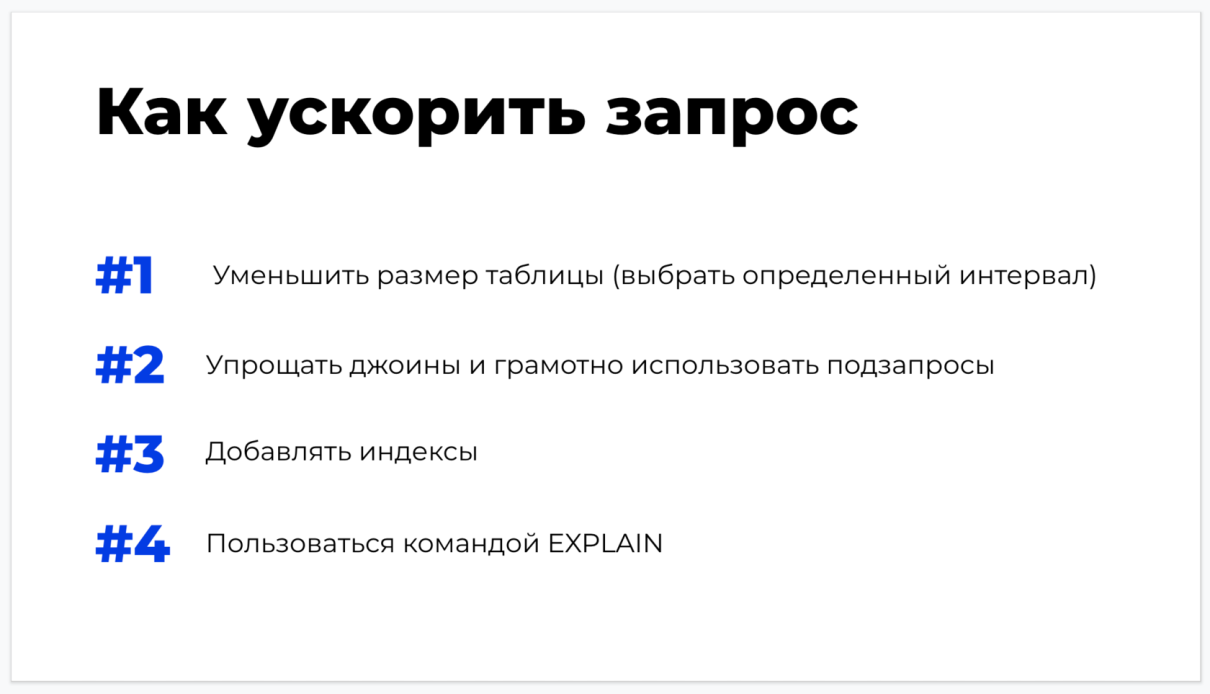 Как ускорить запрос
#1 Уменьшить размер таблицы (выбрать определенный интервал)
#2 Упрощать джоины и грамотно использовать подзапросы
#3 Добавлять индексы
#4 Пользоваться командой EXPLAIN